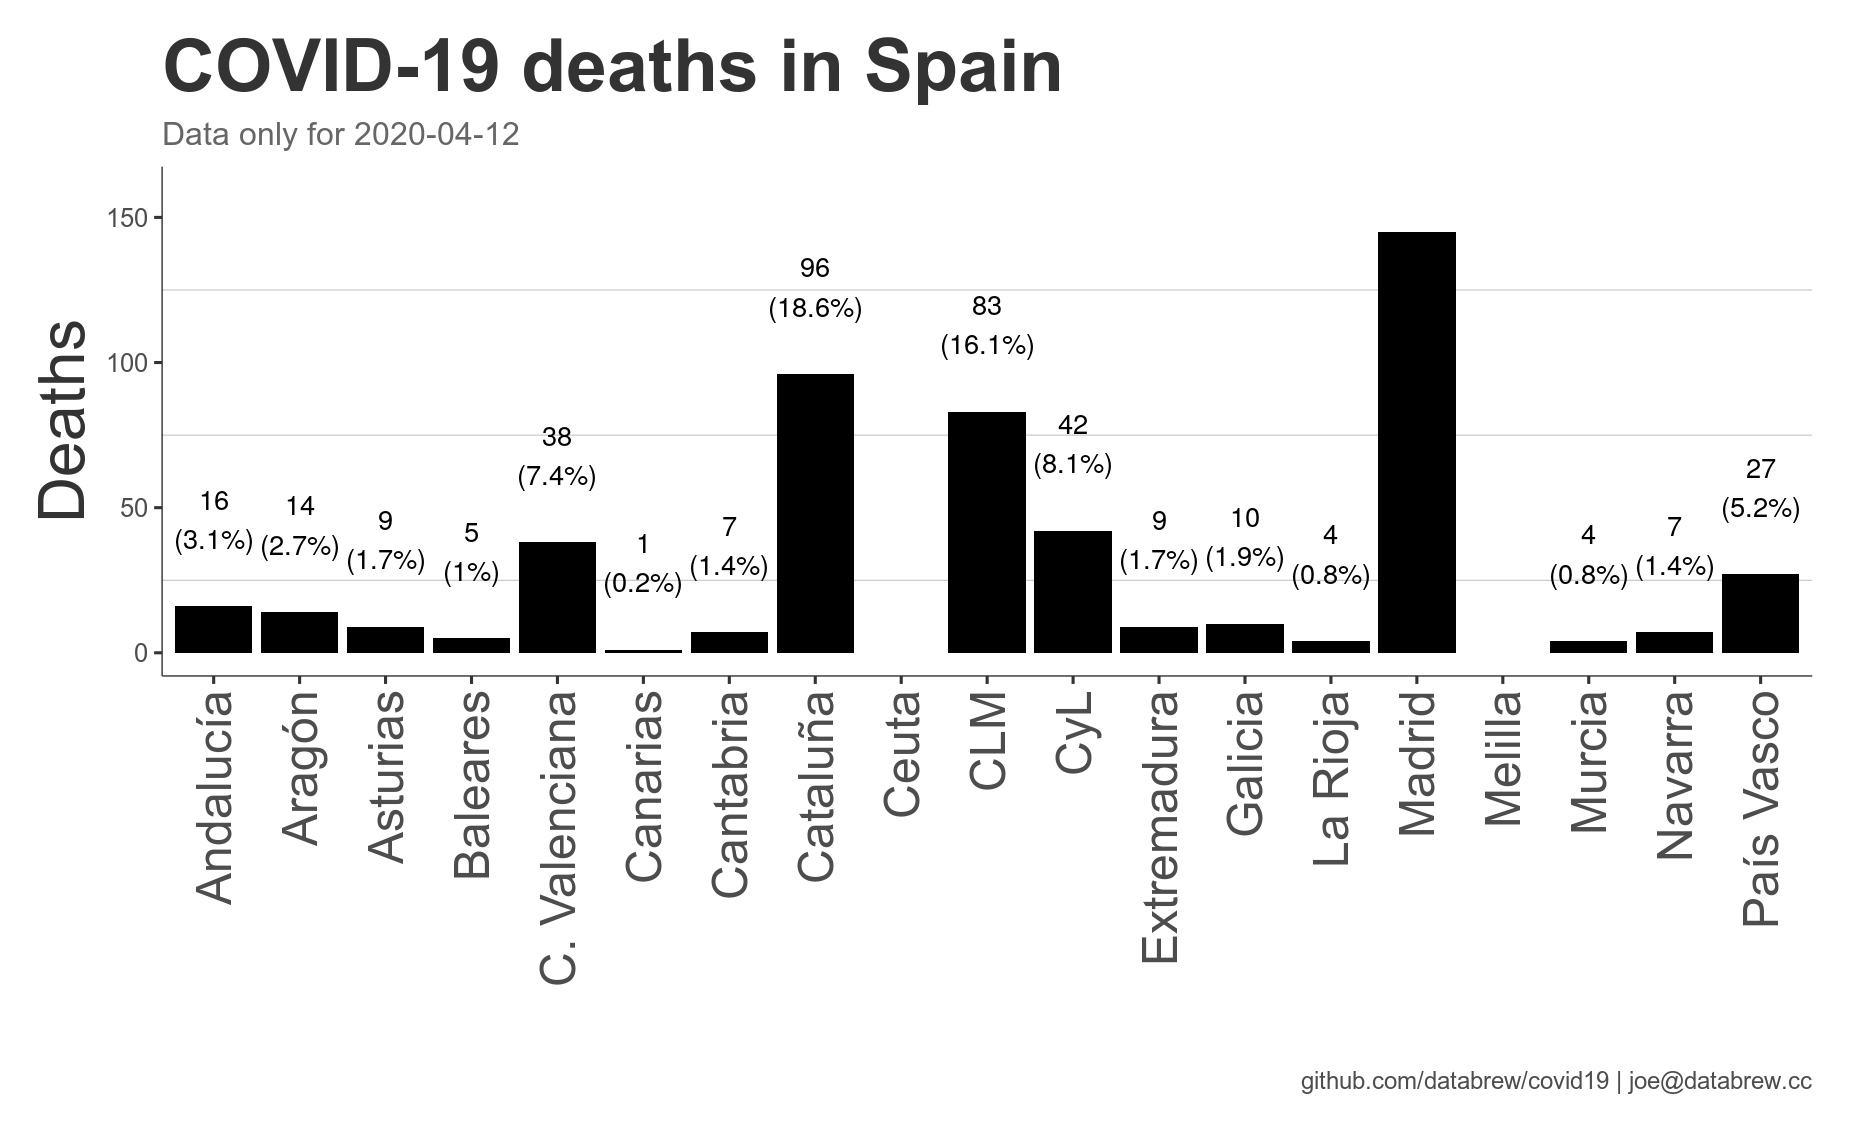 COVID-19 deaths in Spain
Data only for 2020-04-12
Deaths
150
100
50
0
16
(3.1%)
14
(2.7%)
9
(1.7%)
5
(1%)
38
(7.4%)
1
(0.2%)
7
(1.4%)
96
(18.6%)
83
(16.1%)
42
(8.1%)
9
(1.7%)
10
(1.9%)
4
(0.8%)
4
(0.8%)
7
(1.4%)
27
(5.2%)
Andalucía
Aragón
Asturias
Baleares
C. Valenciana
Canarias
Cantabria
Cataluña
Ceuta
CLM
CyL
Extremadura
Galicia
La Rioja
Madrid
Melilla
Murcia
Navarra
País Vasco
github.com/databrew/covid19 | joe@databrew.cc